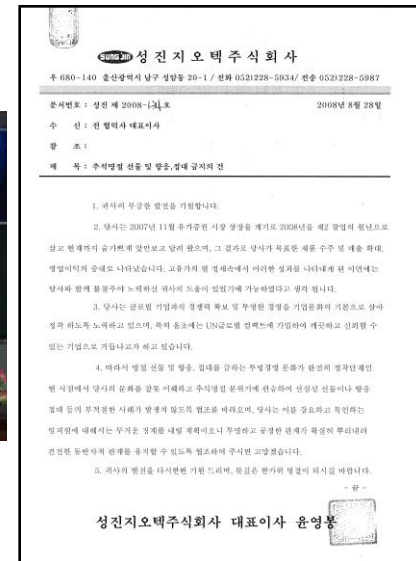 SUNG JIN 성진지오텍주식회사
우 680-140 울산광역시 남구 성암동 20-1 / 전화 052)228-5934/ 전송 052)228-5987
문서번호 : 성진 제 2008- 호 2008년 8월 28일
수 신 : 전 협력사 대표이사
참 조 :
제 목 : 추석명절 선물 및 향응,접대 금지의 건
1. 귀사의 무궁한 발전을 기원합니다.
2. 당사는 2007년 11월 유가증권 시장 상장을 계기로 2008년을 제2 창업의 원년으로
삼고 현재까지 숨가쁘게 앞만보고 달려 왔으며, 그 결과로 당사가 목표한 제품 수주 및 매출 확대,
영업이익의 증대로 나타났습니다. 고유가의 현 정세속에서 이러한 성과를 나타내게 된 이면에는
당사와 함께 불철주야 노력하신 귀사의 도움이 있었기에 가능하였다고 생각 됩니다.
3. 당사는 글로벌 기업과의 경쟁력 확보 및 투명한 경영을 기업문화의 기본으로 삼아
정착 하도록 노력하고 있으며, 특히 올초에는 UN글로벌 컴팩트에 가입하여 깨끗하고 신뢰할 수
있는 기업으로 거듭나고자 하고 있습니다.
4. 따라서 명절 선물 및 향응, 접대를 금하는 투명경영 문화가 완전히 정착단계인
현 시점에서 당사의 문화를 잘못 이해하고 추석명절 분위기에 편승하여 선심성 선물이나 향응
접대 등의 부적절한 사례가 발생치 않도록 협조를 바라오며, 당사는 이를 강요하고 묵인하는
임직원에 대해서는 무거운 징계를 내릴 계획이오니 투명하고 공정한 관계가 확실히 뿌리내려
건전한 동반자적 관계를 유지할 수 있도록 협조하여 주시면 고맙겠습니다.
5. 귀사의 발전을 다시한번 기원 드리며, 뜻깊은 한가위 명절이 되시길 바랍니다.
- 끝 -
성진지오텍주식회사 대표이사 윤영봉